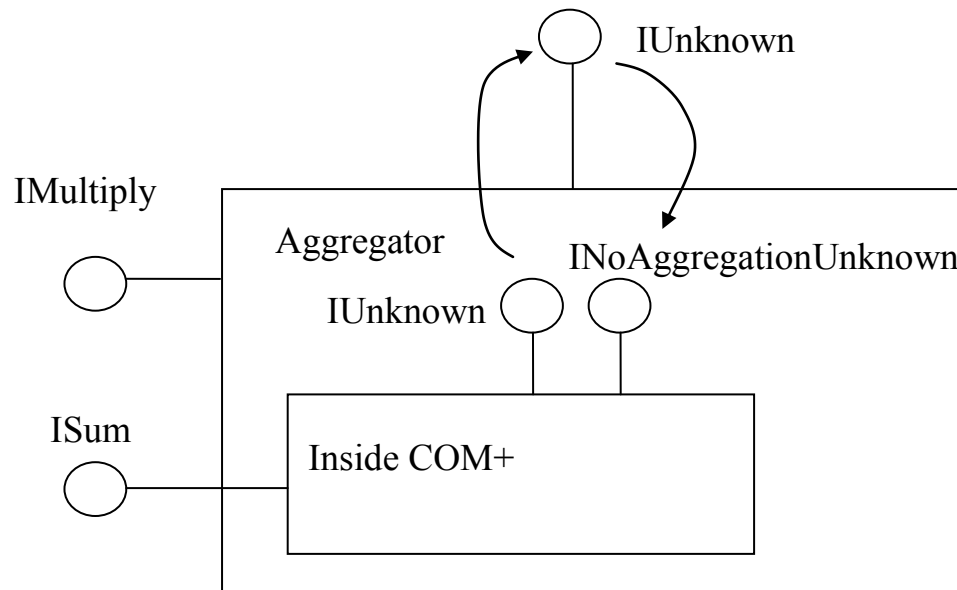 IUnknown
IMultiply
Aggregator
INoAggregationUnknown
IUnknown
ISum
Inside COM+